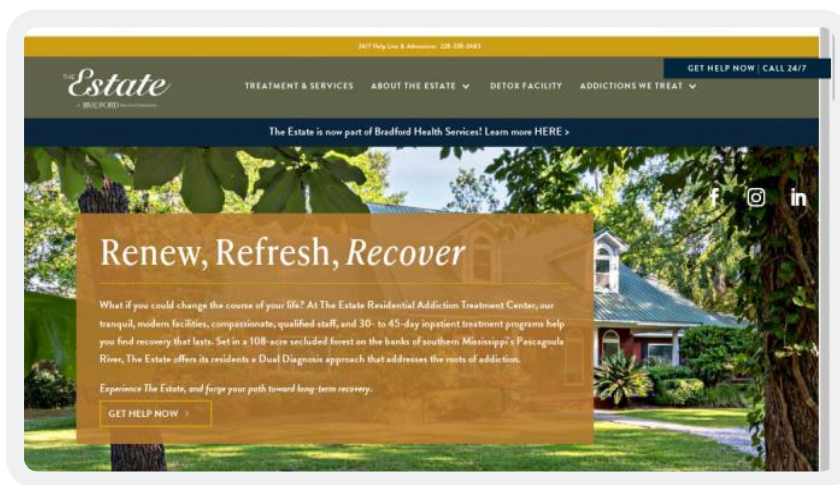 24/7 Help Line & Admissions: 228-338-3483
GET HELP NOW | CALL 24/7
THE Estate
BRADFORD
TREATMENT & SERVICES ABOUT THE ESTATE DETOX FACILITY ADDICTIONS WE TREAT
The Estate is now part of Bradford Health Services! Learn more HERE >
f in
Renew, Refresh, Recover
What if you could change the course of your life? At The Estate Residential Addiction Treatment Center, our
tranquil, modern facilities, compassionate, qualified staff, and 30- to 45-day inpatient treatment programs help
you find recovery that lasts. Set in a 108-acre secluded forest on the banks of southern Mississippi's Pascagoula
River, The Estate offers its residents a Dual Diagnosis approach that addresses the roots of addiction.
Experience The Estate, and forge your path toward long-term recovery.
GET HELP NOW >